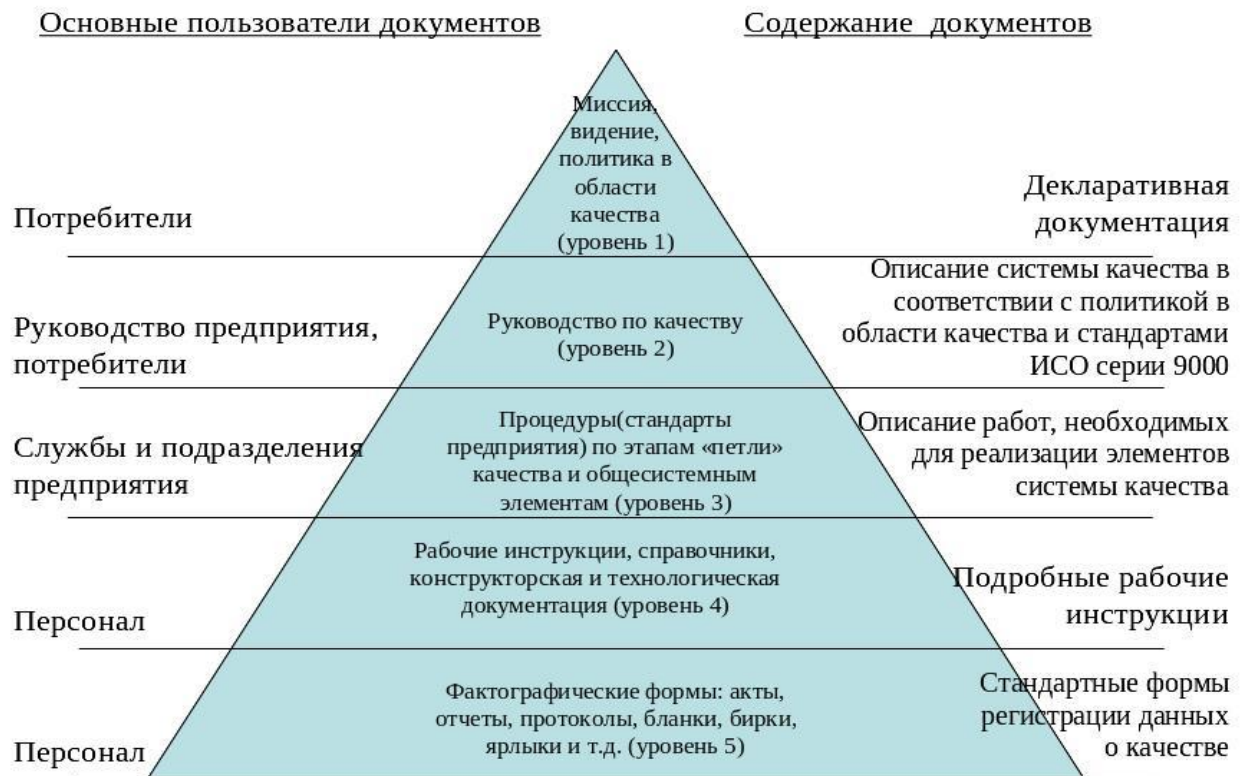 Основные пользователи документов
Содержание документов
Миссия,
видение,
политика в
области
качества
(уровень 1)
Потребители
Декларативная
документация
Руководство предприятия,
потребители
Руководство по качеству
(уровень 2)
Описание системы качества в
соответствии с политикой в
области качества и стандартами
ИСО серии 9000
Службы и подразделения
предприятия
Процедуры(стандарты
предприятия) по этапам «петли»
качества и общесистемным
элементам (уровень 3)
Описание работ, необходимых
для реализации элементов
системы качества
Персонал
Рабочие инструкции, справочники,
конструкторская и технологическая
документация (уровень 4)
Подробные рабочие
инструкции
Персонал
Фактографические формы: акты,
отчеты, протоколы, бланки, бирки,
ярлыки и т.д. (уровень 5)
Стандартные формы
регистрации данных
о качестве